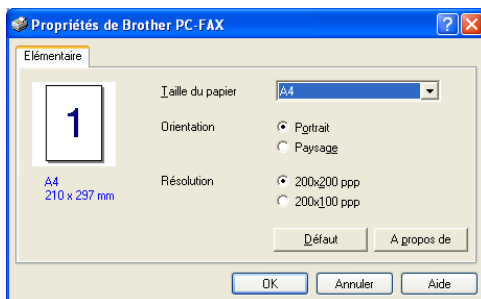 Propriétés de Brother PC-FAX
Elémentaire
1
A4
210 x 297 mm
Taille du papier
A4
Orientation
Portrait
Paysage
Résolution
200x200 ppp
200x100 ppp
Défaut
A propos de
OK
Annuler
Aide